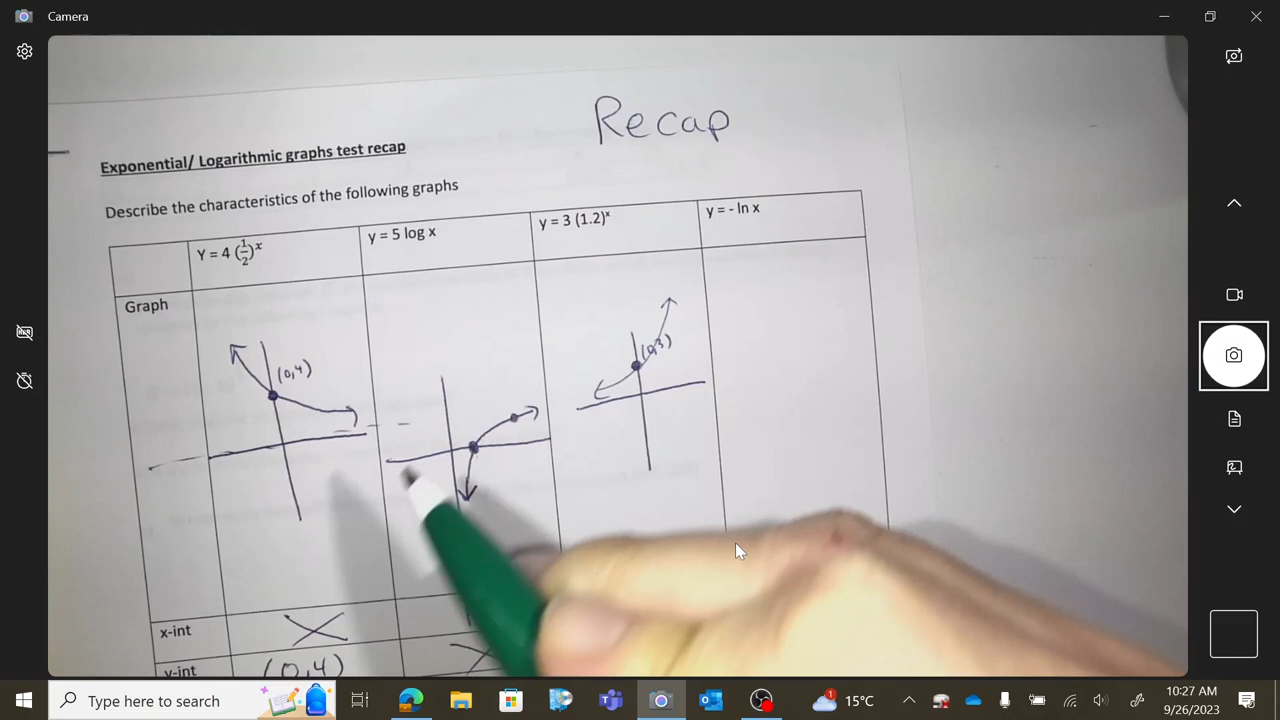 Camera
Recap
Exponential/ Logarithmic graphs test recap
Describe the characteristics of the following graphs
Y = 4 (1/2)^x
y = 5 log x
y = 3 (1.2)^x
y = - ln x
Graph
(0,4)
(0,3)
x-int
X
y-int
(0,4)
X
Type here to search
1
15°C
10:27 AM
9/26/2023